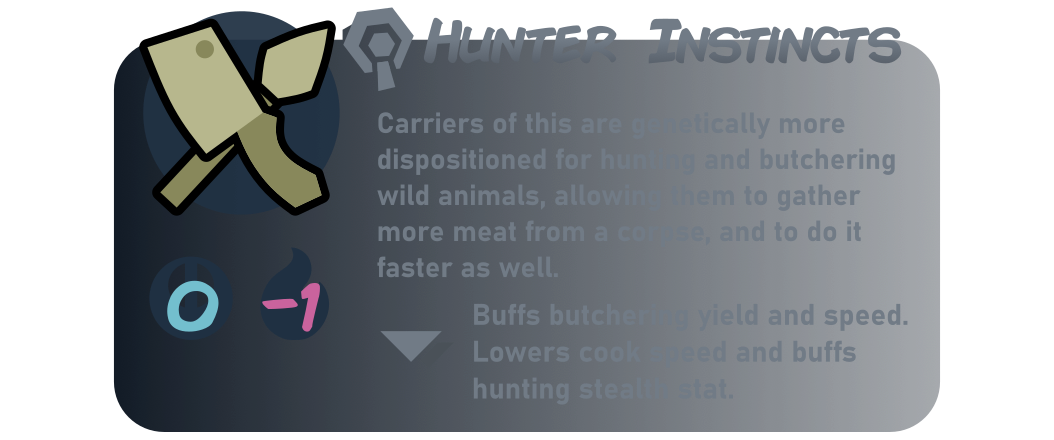 Hunter Instincts
Carriers of this are genetically more
dispositioned for hunting and butchering
wild animals, allowing them to gather
more meat from a corpse, and to do it
faster as well.
0 -1
Buffs butchering yield and speed.
Lowers cook speed and buffs
hunting stealth stat.